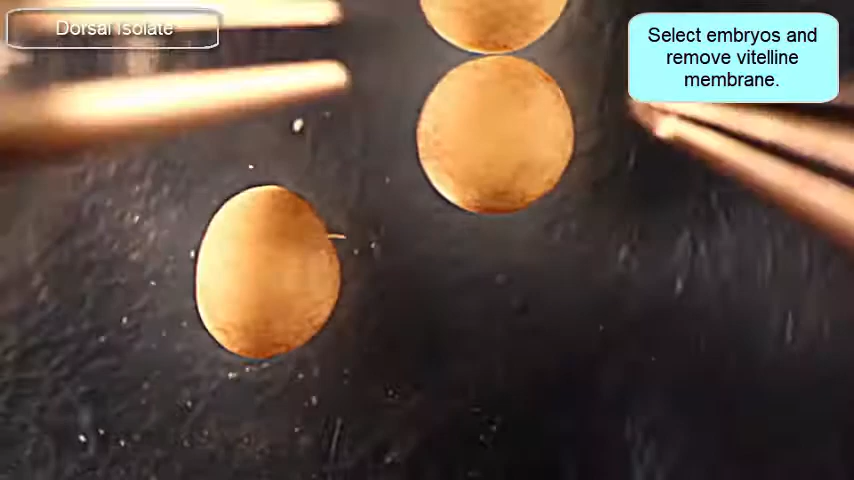 Dorsal Isolate
Select embryos and
remove vitelline
membrane.